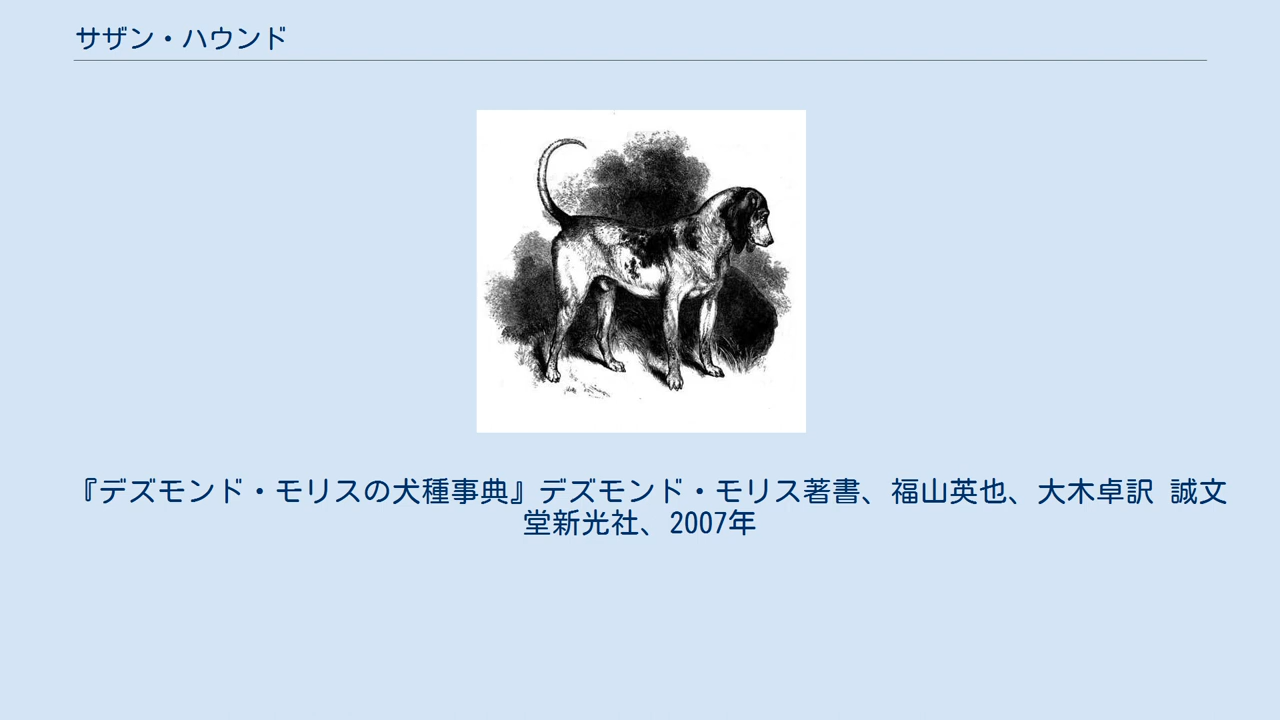 サザン・ハウンド
『デズモンド・モリスの犬種事典』デズモンド・モリス著書、福山英也、大木卓訳 誠文
堂新光社、2007年